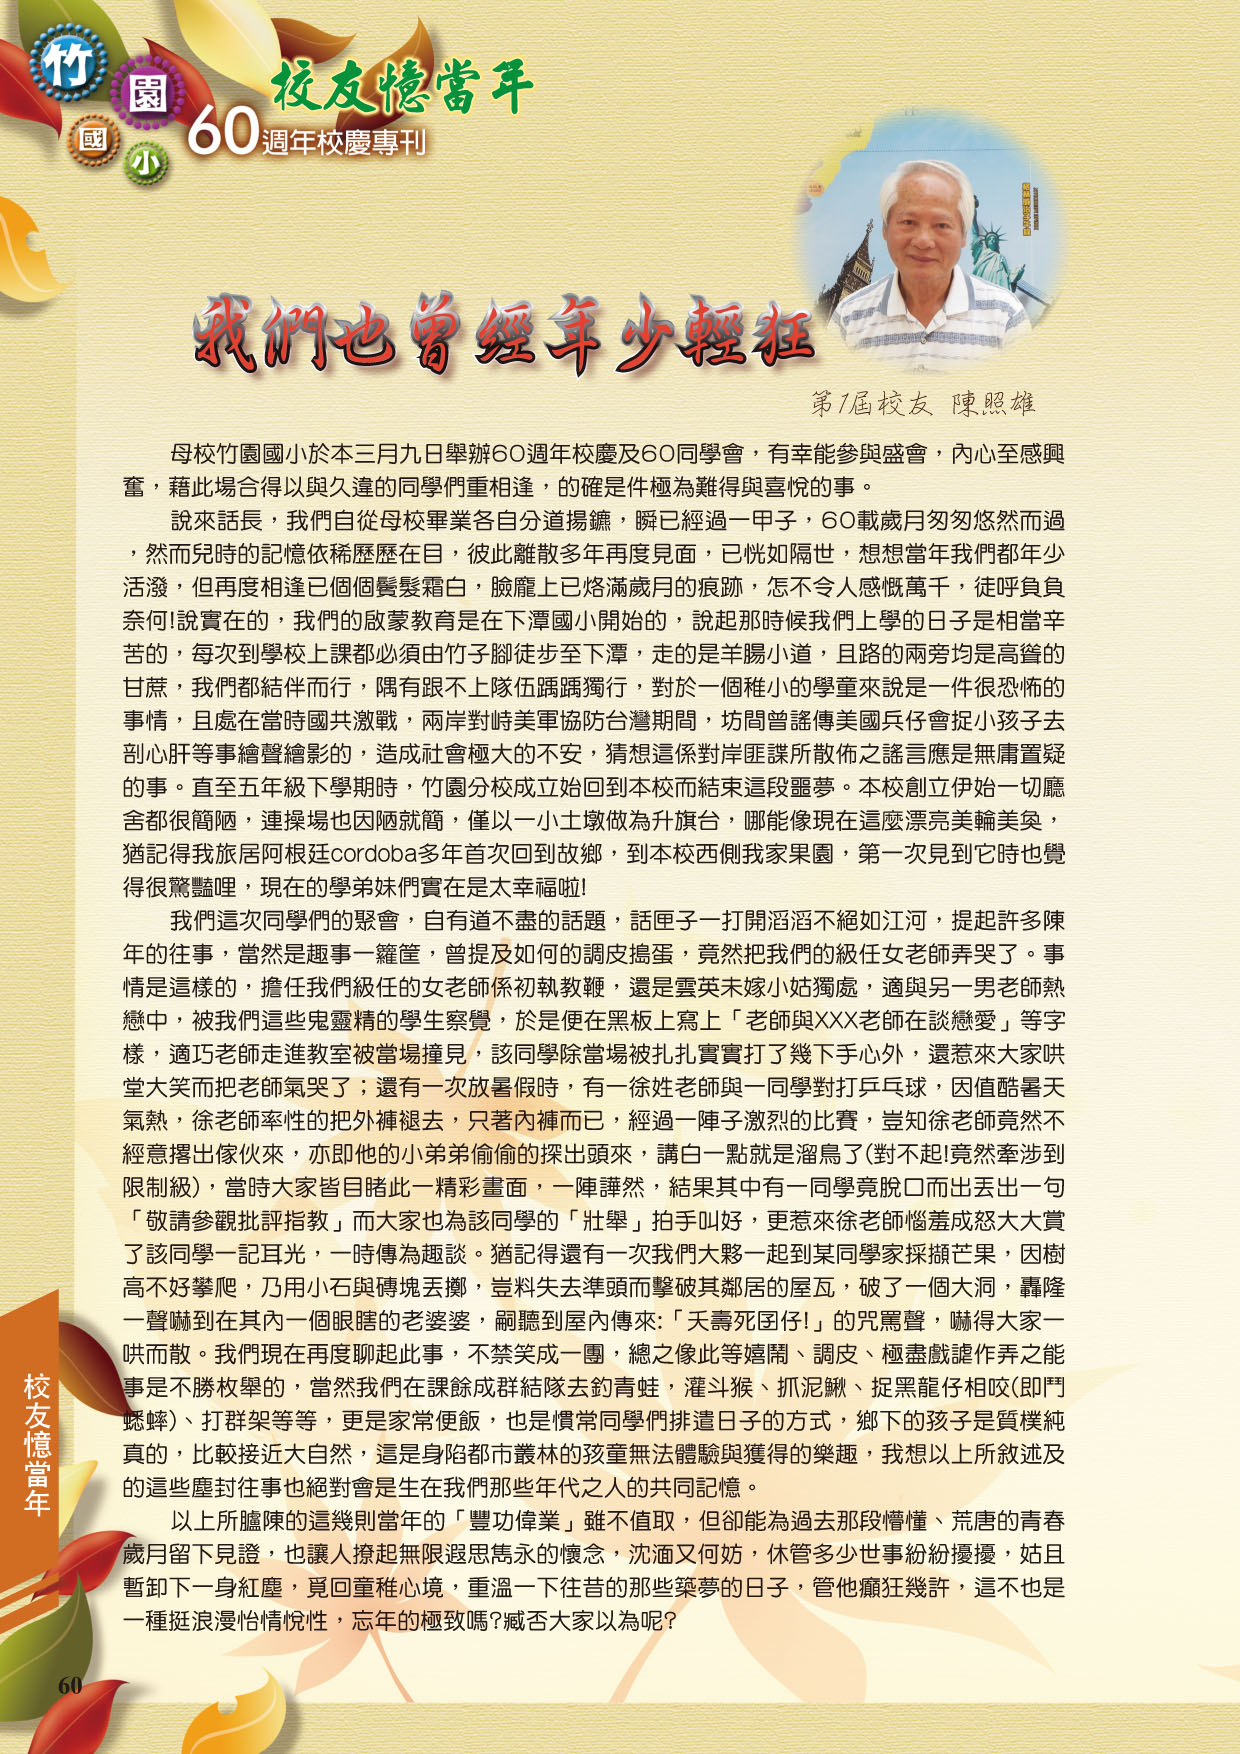 竹園國小
校友憶當年
60週年校慶專刊
我們也曾經年少輕狂
第1屆校友 陳照雄
母校竹園國小於本三月九日舉辦60週年校慶及60同學會，有幸能參與盛會，內心至感興
奮，藉此場合得以與久違的同學們重相逢，的確是件極為難得與喜悅的事。
說來話長，我們自從母校畢業各自分道揚鑣，瞬已經過一甲子，60載歲月匆匆悠然而過
，然而兒時的記憶依稀歷歷在目，彼此離散多年再度見面，已恍如隔世，想想當年我們都年少
活潑，但再度相逢已個個鬢髮霜白，臉龐上已烙滿歲月的痕跡，怎不令人感慨萬千，徒呼負負
奈何!說實在的，我們的啟蒙教育是在下潭國小開始的，說起那時候我們上學的日子是相當辛
苦的，每次到學校上課都必須由竹子腳徒步至下潭，走的是羊腸小道，且路的兩旁均是高聳的
甘蔗，我們都結伴而行，隅有跟不上隊伍踽踽獨行，對於一個稚小的學童來說是一件很恐怖的
事情，且處在當時國共激戰，兩岸對峙美軍協防台灣期間，坊間曾謠傳美國兵仔會捉小孩子去
剖心肝等事繪聲繪影的，造成社會極大的不安，猜想這係對岸匪諜所散佈之謠言應是無庸置疑
的事。直至五年級下學期時，竹園分校成立始回到本校而結束這段噩夢。本校創立伊始一切廳
舍都很簡陋，連操場也因陋就簡，僅以一小土墩做為升旗台，哪能像現在這麼漂亮美輪美奐，
猶記得我旅居阿根廷cordoba多年首次回到故鄉，到本校西側我家果園，第一次見到它時也覺
得很驚豔哩，現在的學弟妹們實在是太幸福啦!
我們這次同學們的聚會，自有道不盡的話題，話匣子一打開滔滔不絕如江河，提起許多陳
年的往事，當然是趣事一籮筐，曾提及如何的調皮搗蛋，竟然把我們的級任女老師弄哭了。事
情是這樣的，擔任我們級任的女老師係初執教鞭，還是雲英未嫁小姑獨處，適與另一男老師熱
戀中，被我們這些鬼靈精的學生察覺，於是便在黑板上寫上「老師與XXX老師在談戀愛」等字
樣，適巧老師走進教室被當場撞見，該同學除當場被扎扎實實打了幾下手心外，還惹來大家哄
堂大笑而把老師氣哭了；還有一次放暑假時，有一徐姓老師與一同學對打乒乓球，因值酷暑天
氣熱，徐老師率性的把外褲褪去，只著內褲而已，經過一陣子激烈的比賽，豈知徐老師竟然不
經意撂出傢伙來，亦即他的小弟弟偷偷的探出頭來，講白一點就是溜鳥了(對不起!竟然牽涉到
限制級)，當時大家皆目睹此一精彩畫面，一陣譁然，結果其中有一同學竟脫口而出丟出一句
「敬請參觀批評指教」而大家也為該同學的「壯舉」拍手叫好，更惹來徐老師惱羞成怒大大賞
了該同學一記耳光，一時傳為趣談。猶記得還有一次我們大夥一起到某同學家採擷芒果，因樹
高不好攀爬，乃用小石與磚塊丟擲，豈料失去準頭而擊破其鄰居的屋瓦，破了一個大洞，轟隆
一聲嚇到在其內一個眼瞎的老婆婆，嗣聽到屋內傳來:「夭壽死囝仔!」的咒罵聲，嚇得大家一
哄而散。我們現在再度聊起此事，不禁笑成一團，總之像此等嬉鬧、調皮、極盡戲謔作弄之能
事是不勝枚舉的，當然我們在課餘成群結隊去釣青蛙，灌斗猴、抓泥鰍、捉黑龍仔相咬(即鬥
蟋蟀)、打群架等等，更是家常便飯，也是慣常同學們排遣日子的方式，鄉下的孩子是質樸純
真的，比較接近大自然，這是身陷都市叢林的孩童無法體驗與獲得的樂趣，我想以上所敘述及
的這些塵封往事也絕對會是生在我們那些年代之人的共同記憶。
以上所臚陳的這幾則當年的「豐功偉業」雖不值取，但卻能為過去那段懵懂、荒唐的青春
歲月留下見證，也讓人撩起無限遐思雋永的懷念，沈湎又何妨，休管多少世事紛紛擾擾，姑且
暫卸下一身紅塵，覓回童稚心境，重溫一下往昔的那些築夢的日子，管他癲狂幾許，這不也是
一種挺浪漫怡情悅性，忘年的極致嗎?臧否大家以為呢?
校友憶當年
60